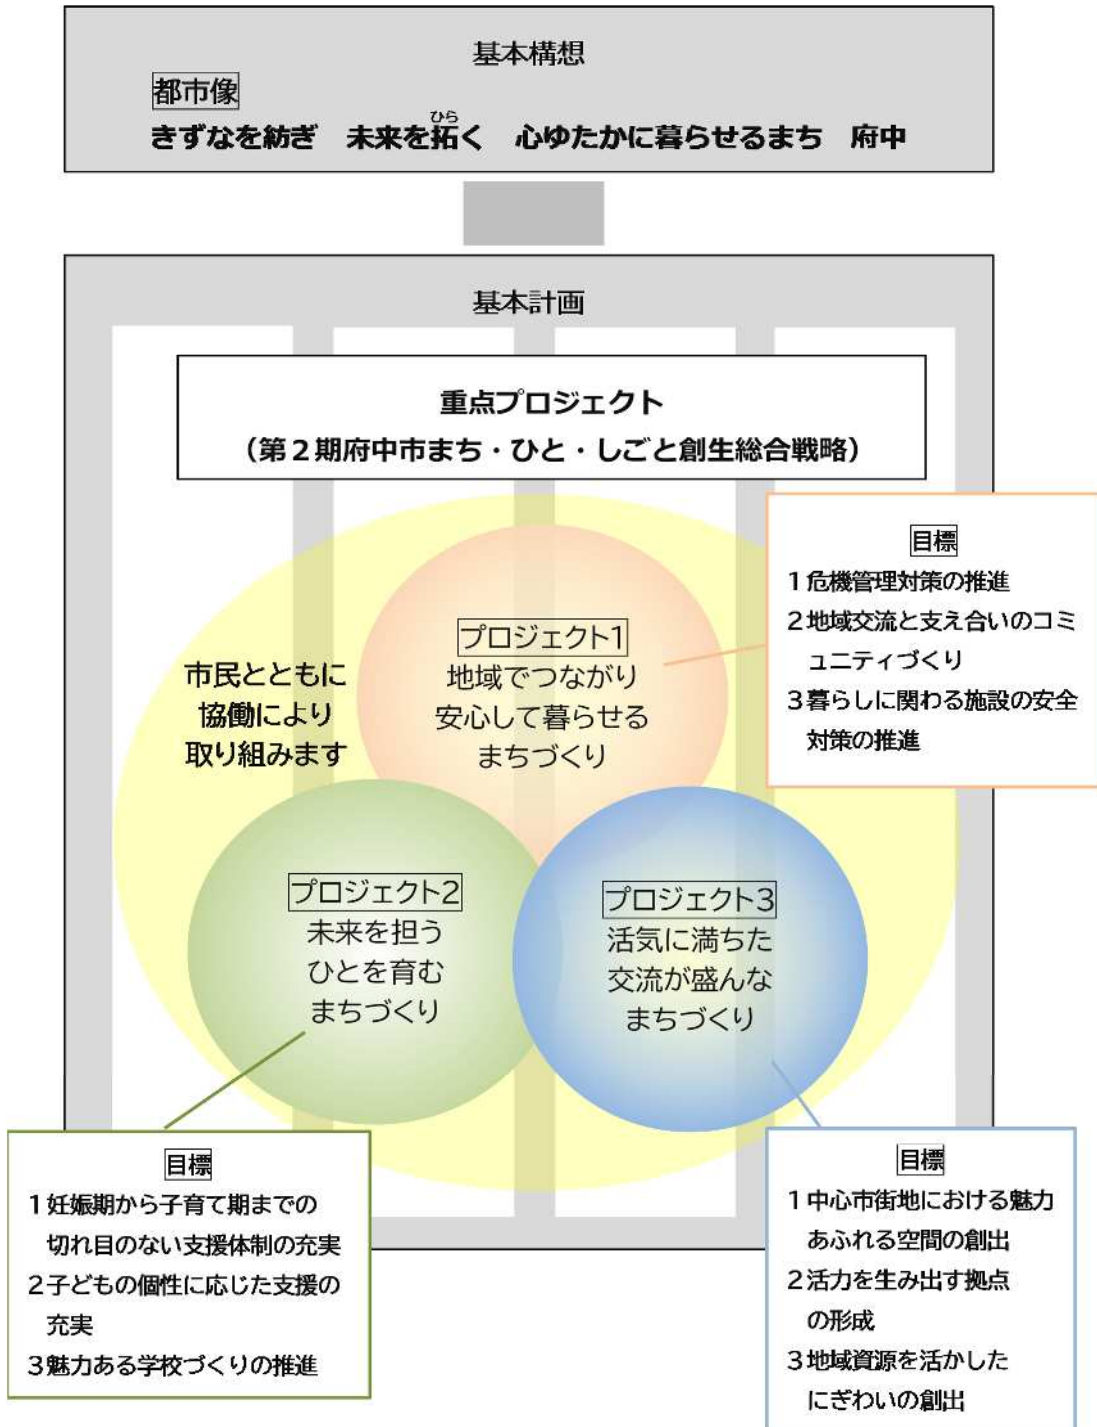 基本構想
都市像
きずなを紡ぎ　未来を拓く　心ゆたかに暮らせるまち　府中
ひら
基本計画
重点プロジェクト
（第２期府中市まち・ひと・しごと創生総合戦略）
市民とともに
協働により
取り組みます
プロジェクト1
地域でつながり
安心して暮らせる
まちづくり
目標
１危機管理対策の推進
２地域交流と支え合いのコミ
ュニティづくり
３暮らしに関わる施設の安全
対策の推進
プロジェクト2
未来を担う
ひとを育む
まちづくり
目標
１妊娠期から子育て期までの
切れ目のない支援体制の充実
２子どもの個性に応じた支援の
充実
３魅力ある学校づくりの推進
プロジェクト3
活気に満ちた
交流が盛んな
まちづくり
目標
１中心市街地における魅力
あふれる空間の創出
２活力を生み出す拠点
の形成
３地域資源を活かした
にぎわいの創出